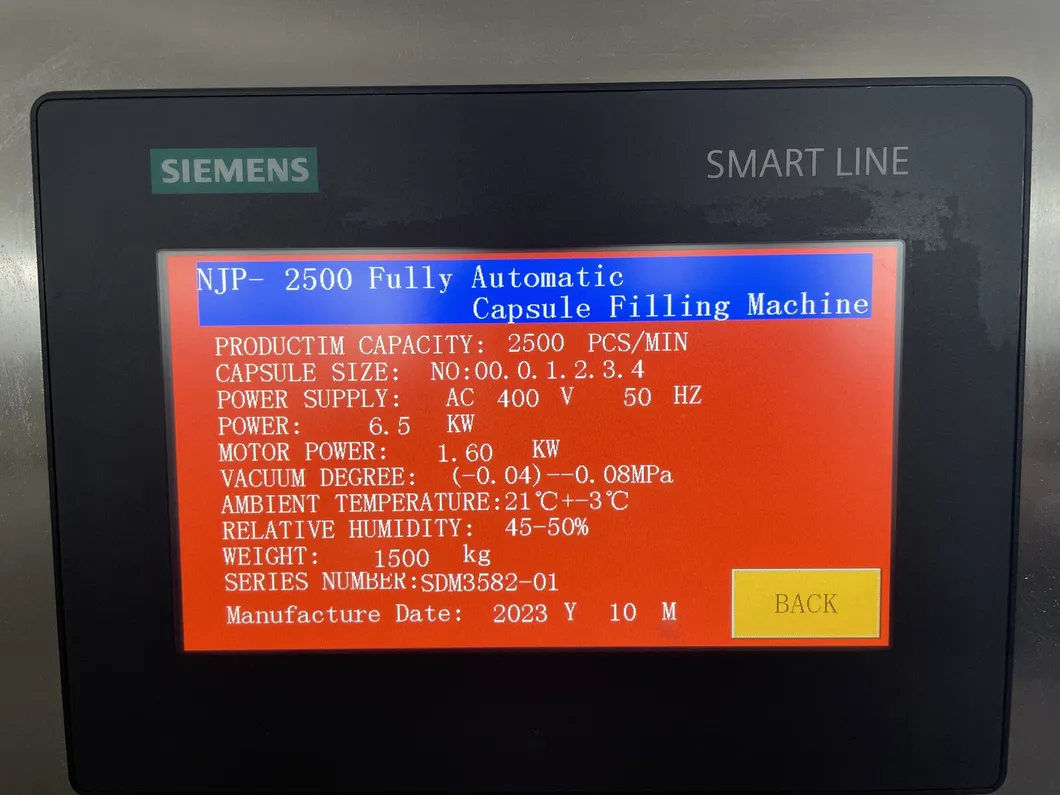 SIEMENS
SMART LINE
NJP- 2500 Fully Automatic
Capsule Filling Machine
PRODUCTIM CAPACITY: 2500 PCS/MIN
CAPSULE SIZE: NO:00.0.1.2.3.4
POWER SUPPLY: AC 400 V 50 HZ
POWER: 6.5 KW
MOTOR POWER: 1.60 KW
VACUUM DEGREE: (-0.04)--0.08MPa
AMBIENT TEMPERATURE:21℃+-3℃
RELATIVE HUMIDITY: 45-50%
WEIGHT: 1500 kg
SERIES NUMBER:SDM3582-01
Manufacture Date: 2023 Y 10 M
BACK